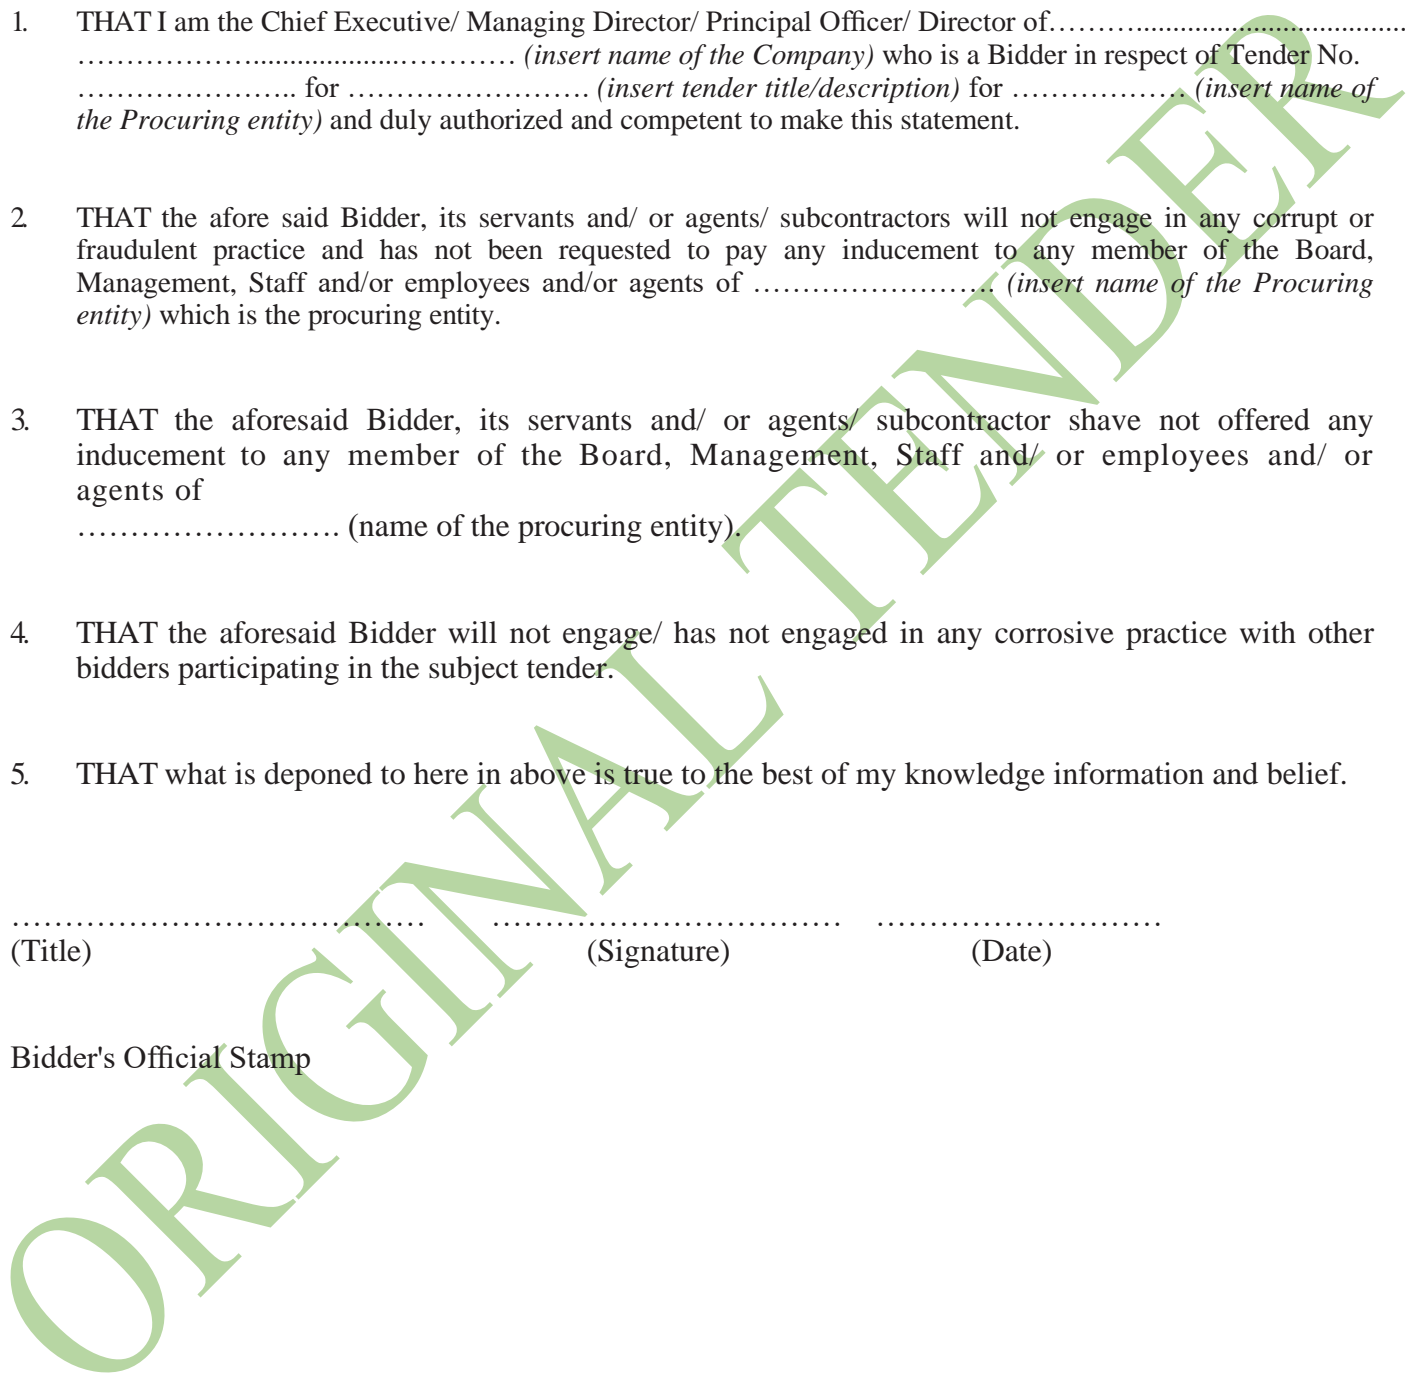 1. THAT I am the Chief Executive/ Managing Director/ Principal Officer/ Director of………....................................
………………....................………… (insert name of the Company) who is a Bidder in respect of Tender No.
………………….. for ……………………. (insert tender title/description) for ……………… (insert name of
the Procuring entity) and duly authorized and competent to make this statement.
2. THAT the afore said Bidder, its servants and/ or agents/ subcontractors will not engage in any corrupt or
fraudulent practice and has not been requested to pay any inducement to any member of the Board,
Management, Staff and/or employees and/or agents of ……………………. (insert name of the Procuring
entity) which is the procuring entity.
3. THAT the aforesaid Bidder, its servants and/ or agents/ subcontractor shave not offered any
inducement to any member of the Board, Management, Staff and/ or employees and/ or
agents of
……………………. (name of the procuring entity).
4. THAT the aforesaid Bidder will not engage/ has not engaged in any corrosive practice with other
bidders participating in the subject tender.
5. THAT what is deponed to here in above is true to the best of my knowledge information and belief.
………………………………… …………………………… ………………………
(Title) (Signature) (Date)
Bidder's Official Stamp
ORIGINAL TENDER